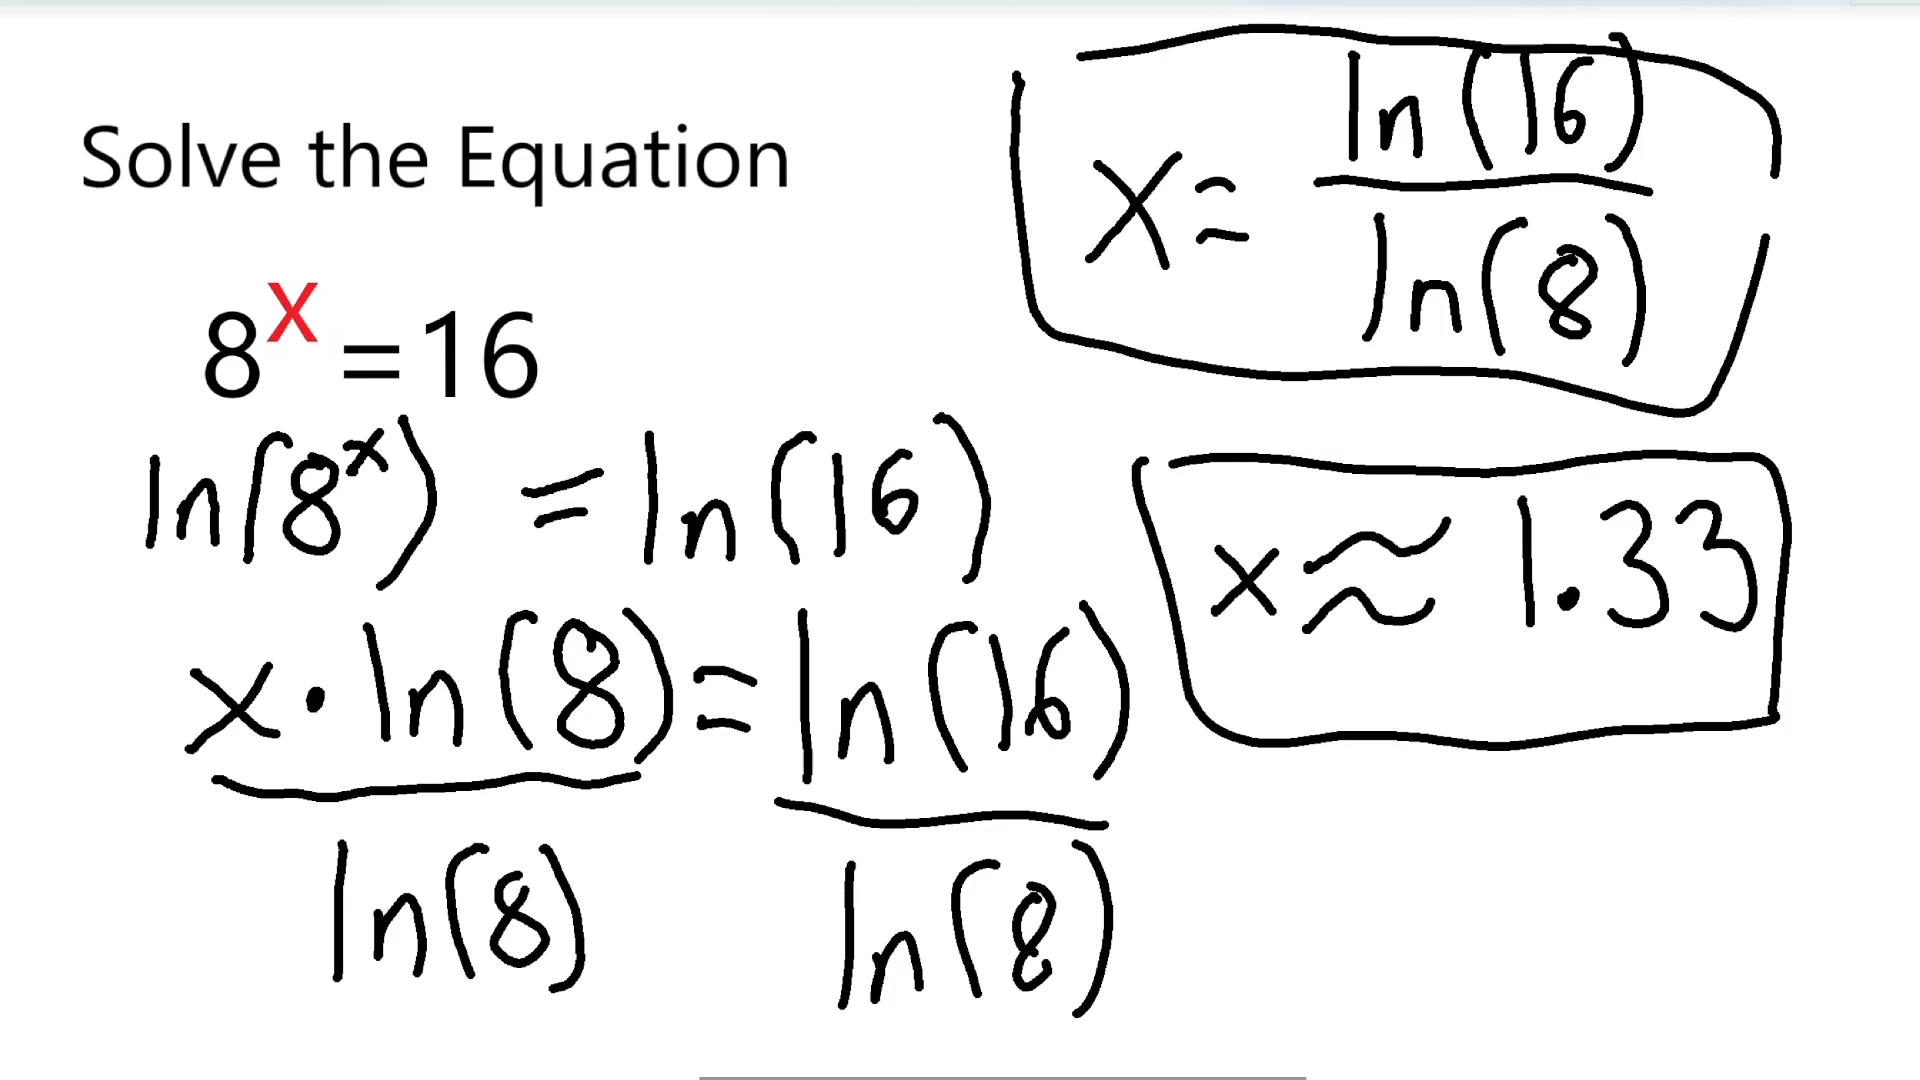 Solve the Equation
8^x = 16
ln(8^x) = ln(16)
x · ln(8) = ln(16)
ln(8) ln(8)
x = ln(16)
ln(8)
x ≈ 1.33